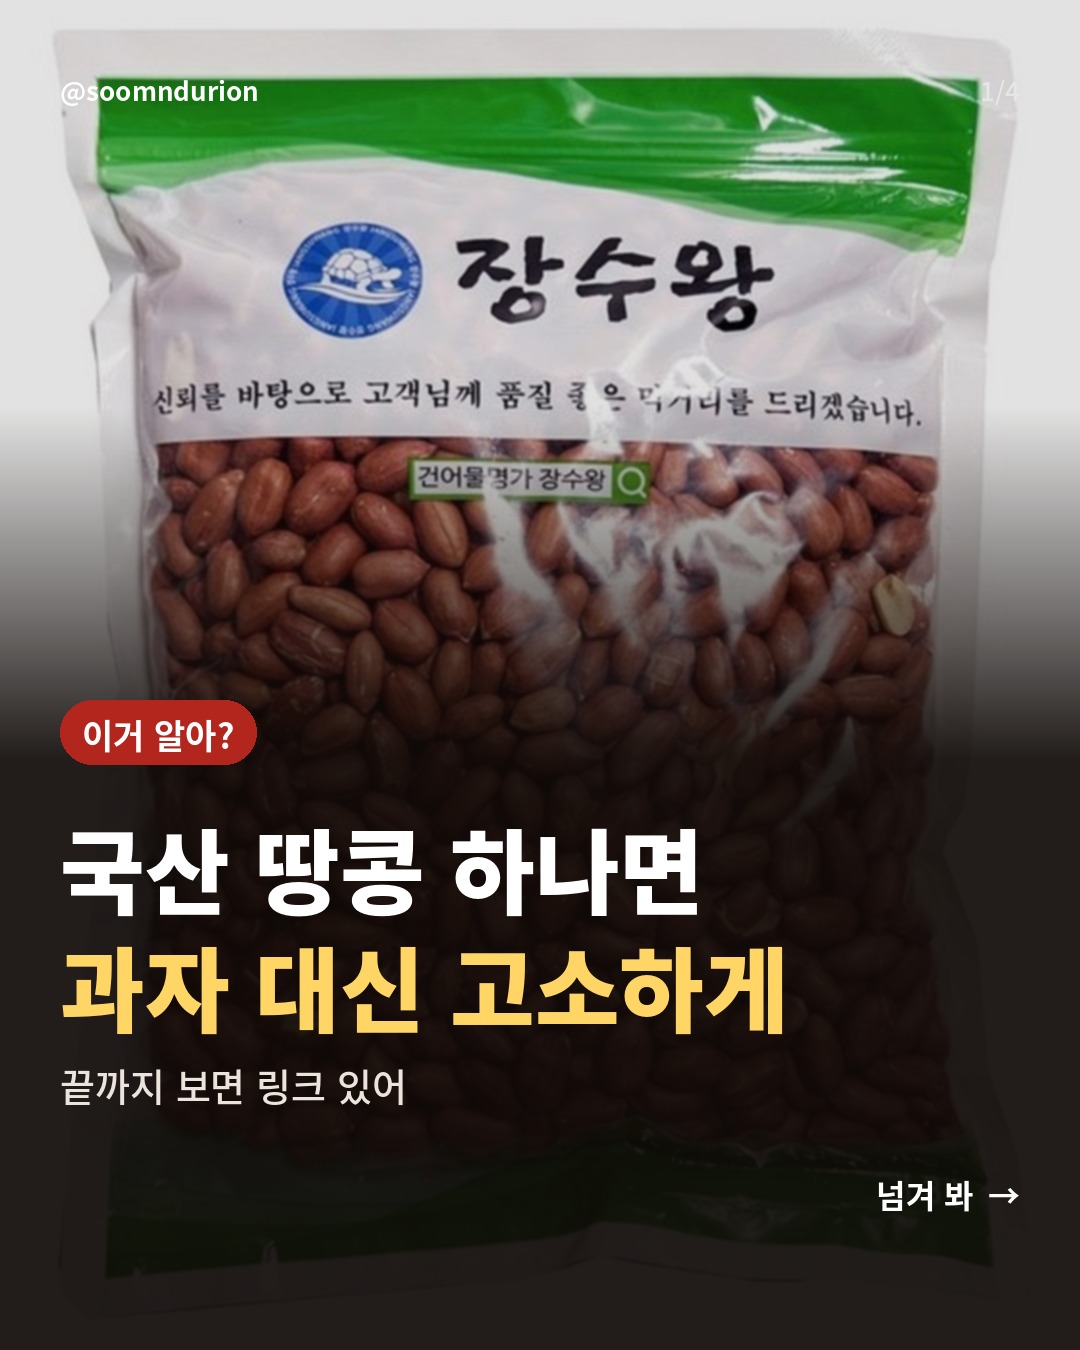 @soomndurion
1/4
장수왕
신뢰를 바탕으로 고객님께 품질 좋은 먹거리를 드리겠습니다.
건어물명가 장수왕
이거 알아?
국산 땅콩 하나면
과자 대신 고소하게
끝까지 보면 링크 있어
넘겨 봐 →